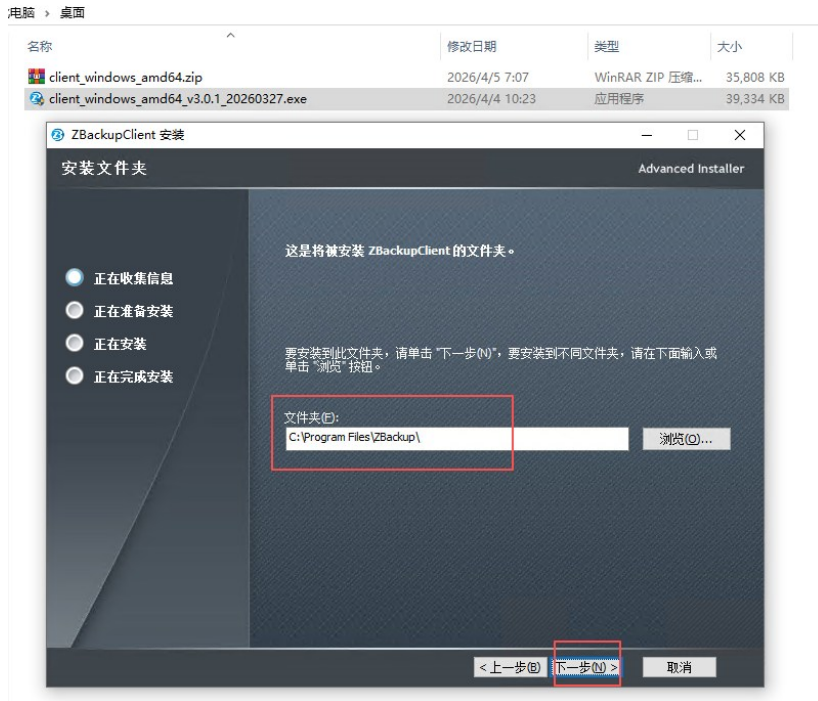 电脑 › 桌面
名称 修改日期 类型 大小
client_windows_amd64.zip 2026/4/5 7:07 WinRAR ZIP 压缩... 35,808 KB
client_windows_amd64_v3.0.1_20260327.exe 2026/4/4 10:23 应用程序 39,334 KB
ZBackupClient 安装
安装文件夹 Advanced Installer
这是将被安装 ZBackupClient 的文件夹。
正在收集信息
正在准备安装
正在安装
正在完成安装
要安装到此文件夹，请单击 "下一步(N)"，要安装到不同文件夹，请在下面输入或
单击 "浏览" 按钮。
文件夹(F):
C:\Program Files\ZBackup\ 浏览(O)...
< 上一步(B) 下一步(N) > 取消